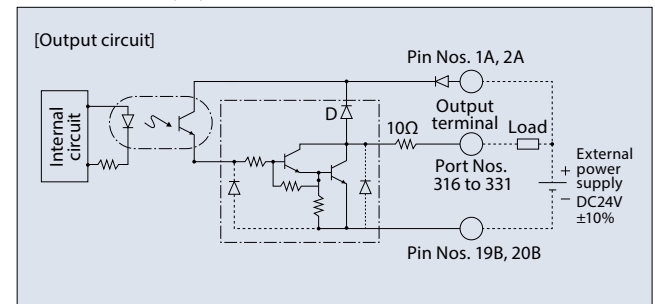 [Output circuit]
Pin Nos. 1A, 2A
Internal
circuit
D
10Ω
Output
terminal
Load
Port Nos.
316 to 331
External
+ power
supply
− DC24V
±10%
Pin Nos. 19B, 20B